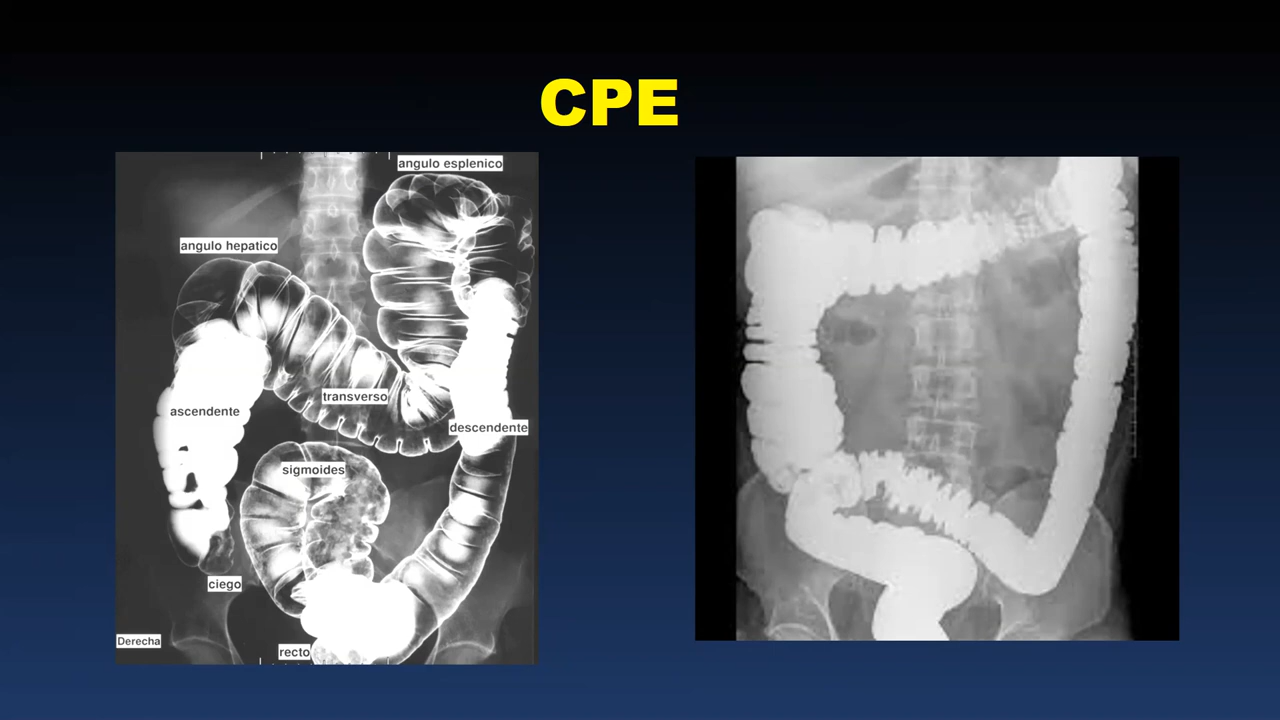 CPE
angulo esplenico
angulo hepatico
transverso
ascendente
descendente
sigmoides
ciego
Derecha
recto